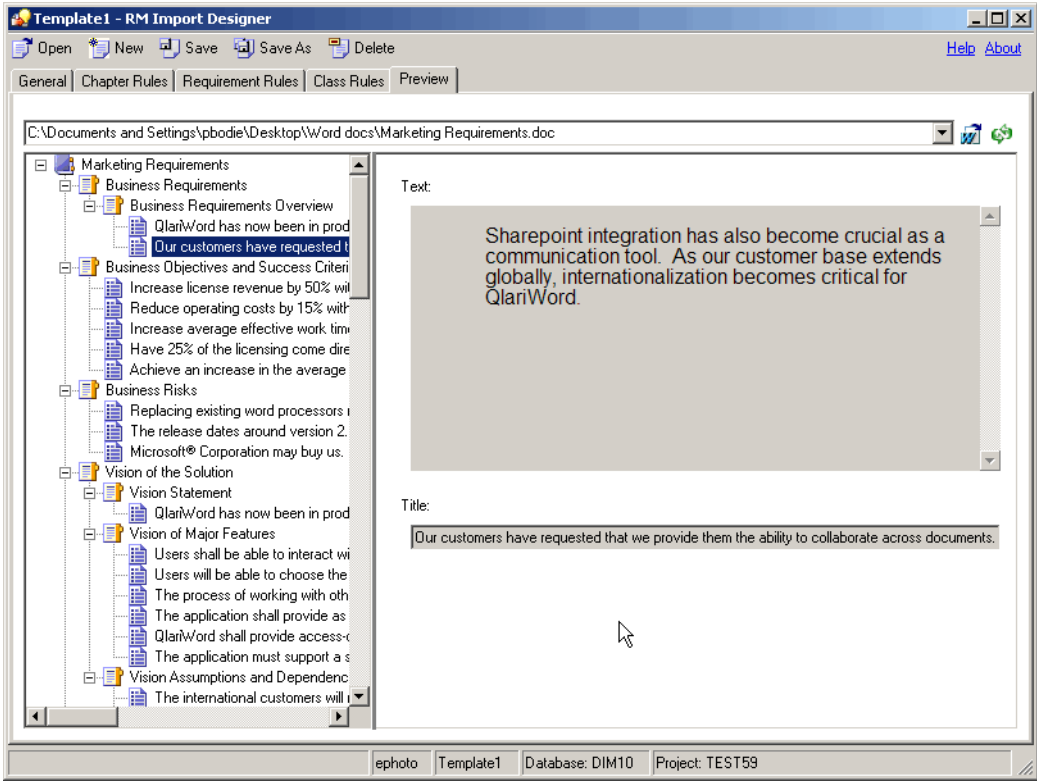 Template1 - RM Import Designer
Open New Save Save As Delete Help About
General Chapter Rules Requirement Rules Class Rules Preview
C:\Documents and Settings\pbodie\Desktop\Word docs\Marketing Requirements.doc
Marketing Requirements
Business Requirements
Business Requirements Overview
QlariWord has now been in prod
Our customers have requested t
Business Objectives and Success Criteri
Increase license revenue by 50% wi
Reduce operating costs by 15% with
Increase average effective work time
Have 25% of the licensing come dire
Achieve an increase in the average
Business Risks
Replacing existing word processors
The release dates around version 2.
Microsoft® Corporation may buy us.
Vision of the Solution
Vision Statement
QlariWord has now been in prod
Vision of Major Features
Users shall be able to interact wi
Users will be able to choose the
The process of working with oth
The application shall provide as
QlariWord shall provide access-c
The application must support a s
Vision Assumptions and Dependenc
The international customers will
Text:
Sharepoint integration has also become crucial as a
communication tool. As our customer base extends
globally, internationalization becomes critical for
QlariWord.
Title:
Our customers have requested that we provide them the ability to collaborate across documents.
ephoto Template1 Database: DIM10 Project: TEST59